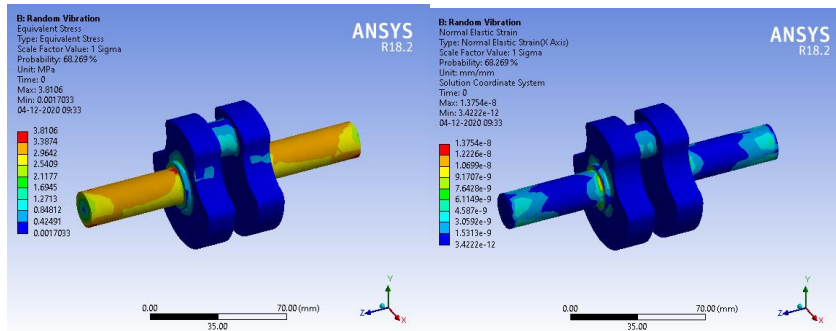 B: Random Vibration
Equivalent Stress
Type: Equivalent Stress
Scale Factor Value: 1 Sigma
Probability: 68.269 %
Unit: MPa
Time: 0
Max: 3.8106
Min: 0.0017033
04-12-2020 09:33
3.8106
3.3874
2.9642
2.5409
2.1177
1.6945
1.2713
0.84812
0.42491
0.0017033
ANSYS
R18.2
0.00
70.00 (mm)
35.00
Y
Z
X
B: Random Vibration
Normal Elastic Strain
Type: Normal Elastic Strain(X Axis)
Scale Factor Value: 1 Sigma
Probability: 68.269 %
Unit: mm/mm
Solution Coordinate System
Time: 0
Max: 1.3754e-8
Min: 3.4222e-12
04-12-2020 09:33
1.3754e-8
1.2226e-8
1.0699e-8
9.1707e-9
7.6428e-9
6.1149e-9
4.587e-9
3.0592e-9
1.5313e-9
3.4222e-12
ANSYS
R18.2
0.00
70.00 (mm)
35.00
Y
Z
X